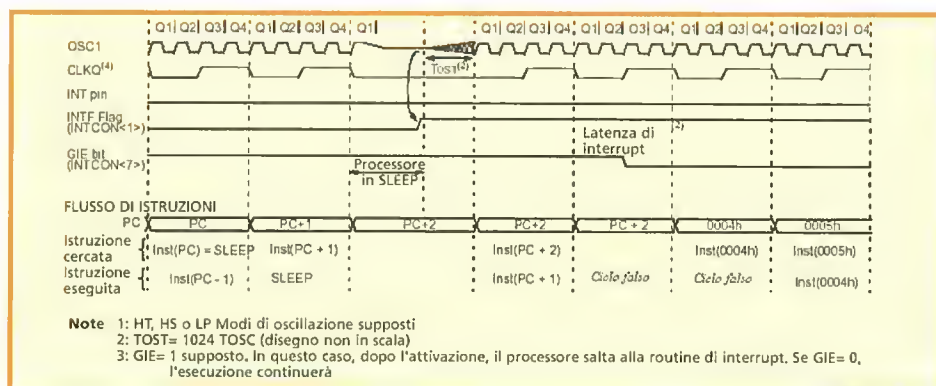 Q1 Q2 Q3 Q4 Q1 Q2 Q3 Q4 Q1 Q1 Q2 Q3 Q4 Q1 Q2 Q3 Q4 Q1 Q2 Q3 Q4 Q1 Q2 Q3 Q4
OSC1
CLKO(4) TOST(2)
INT pin
INTF Flag
(INTCON<1>)
Latenza di interrupt (2)
GIE bit
(INTCON<7>)
Processore
in SLEEP
FLUSSO DI ISTRUZIONI
PC PC PC+1 PC+2 PC+2 PC + 2 0004h 0005h
Istruzione cercata { Inst(PC) = SLEEP Inst(PC + 1) Inst(PC + 2) Inst(0004h) Inst(0005h)
Istruzione eseguita { Inst(PC - 1) SLEEP Inst(PC + 1) Ciclo falso Ciclo falso Inst(0004h)
Note 1: HT, HS o LP Modi di oscillazione supposti
2: TOST= 1024 TOSC (disegno non in scala)
3: GIE= 1 supposto. In questo caso, dopo l'attivazione, il processore salta alla routine di interrupt. Se GIE= 0,
l'esecuzione continuerà